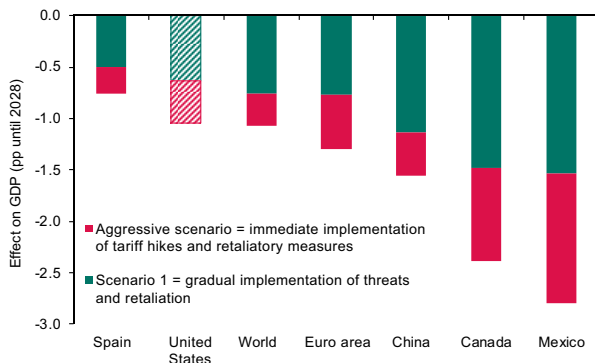 Effect on GDP (pp until 2028)
0.0
-0.5
-1.0
-1.5
-2.0
-2.5
-3.0
Aggressive scenario = immediate implementation
of tariff hikes and retaliatory measures
Scenario 1 = gradual implementation of threats
and retaliation
Spain United World Euro area China Canada Mexico
States